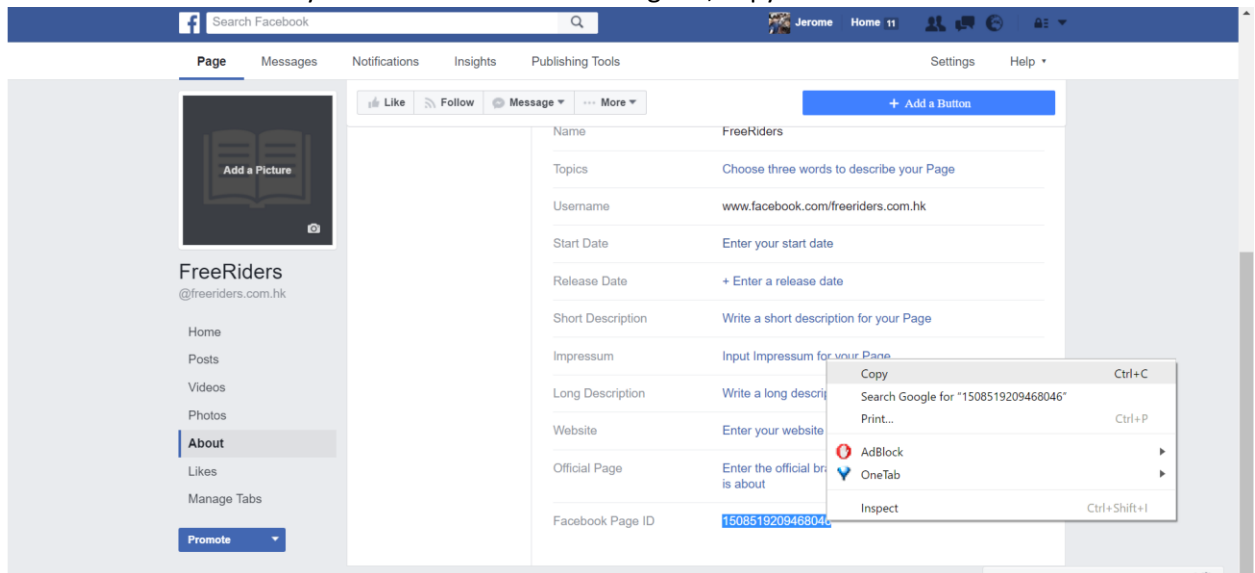 Search Facebook
Jerome Home 11
Page Messages Notifications Insights Publishing Tools Settings Help
Like Follow Message More + Add a Button
Add a Picture
FreeRiders
@freeriders.com.hk
Home
Posts
Videos
Photos
About
Likes
Manage Tabs
Promote
Name FreeRiders
Topics Choose three words to describe your Page
Username www.facebook.com/freeriders.com.hk
Start Date Enter your start date
Release Date + Enter a release date
Short Description Write a short description for your Page
Impressum Input Impressum for your Page
Long Description Write a long descrip
Website Enter your website
Official Page Enter the official bra
is about
Facebook Page ID 1508519209468046
Copy Ctrl+C
Search Google for "1508519209468046"
Print... Ctrl+P
AdBlock
OneTab
Inspect Ctrl+Shift+I